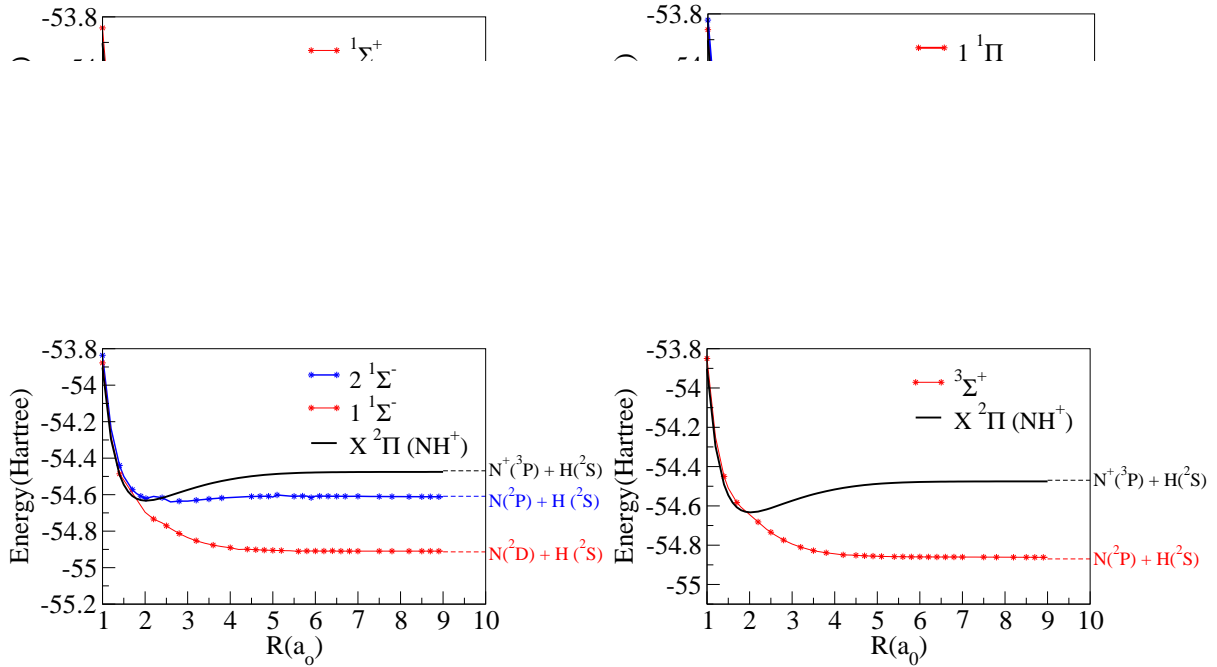 -53.8
¹Σ⁺
-53.8
1 ¹Π
-53.8
-54
-54.2
-54.4
-54.6
-54.8
-55
-55.2
Energy(Hartree)
2 ¹Σ⁻
1 ¹Σ⁻
X ²Π (NH⁺)
N⁺(³P) + H(²S)
N(²P) + H (²S)
N(²D) + H (²S)
1 2 3 4 5 6 7 8 9 10
R(aₒ)
-53.8
-54
-54.2
-54.4
-54.6
-54.8
-55
Energy(Hartree)
³Σ⁺
X ²Π (NH⁺)
N⁺(³P) + H(²S)
N(²P) + H(²S)
1 2 3 4 5 6 7 8 9 10
R(a₀)